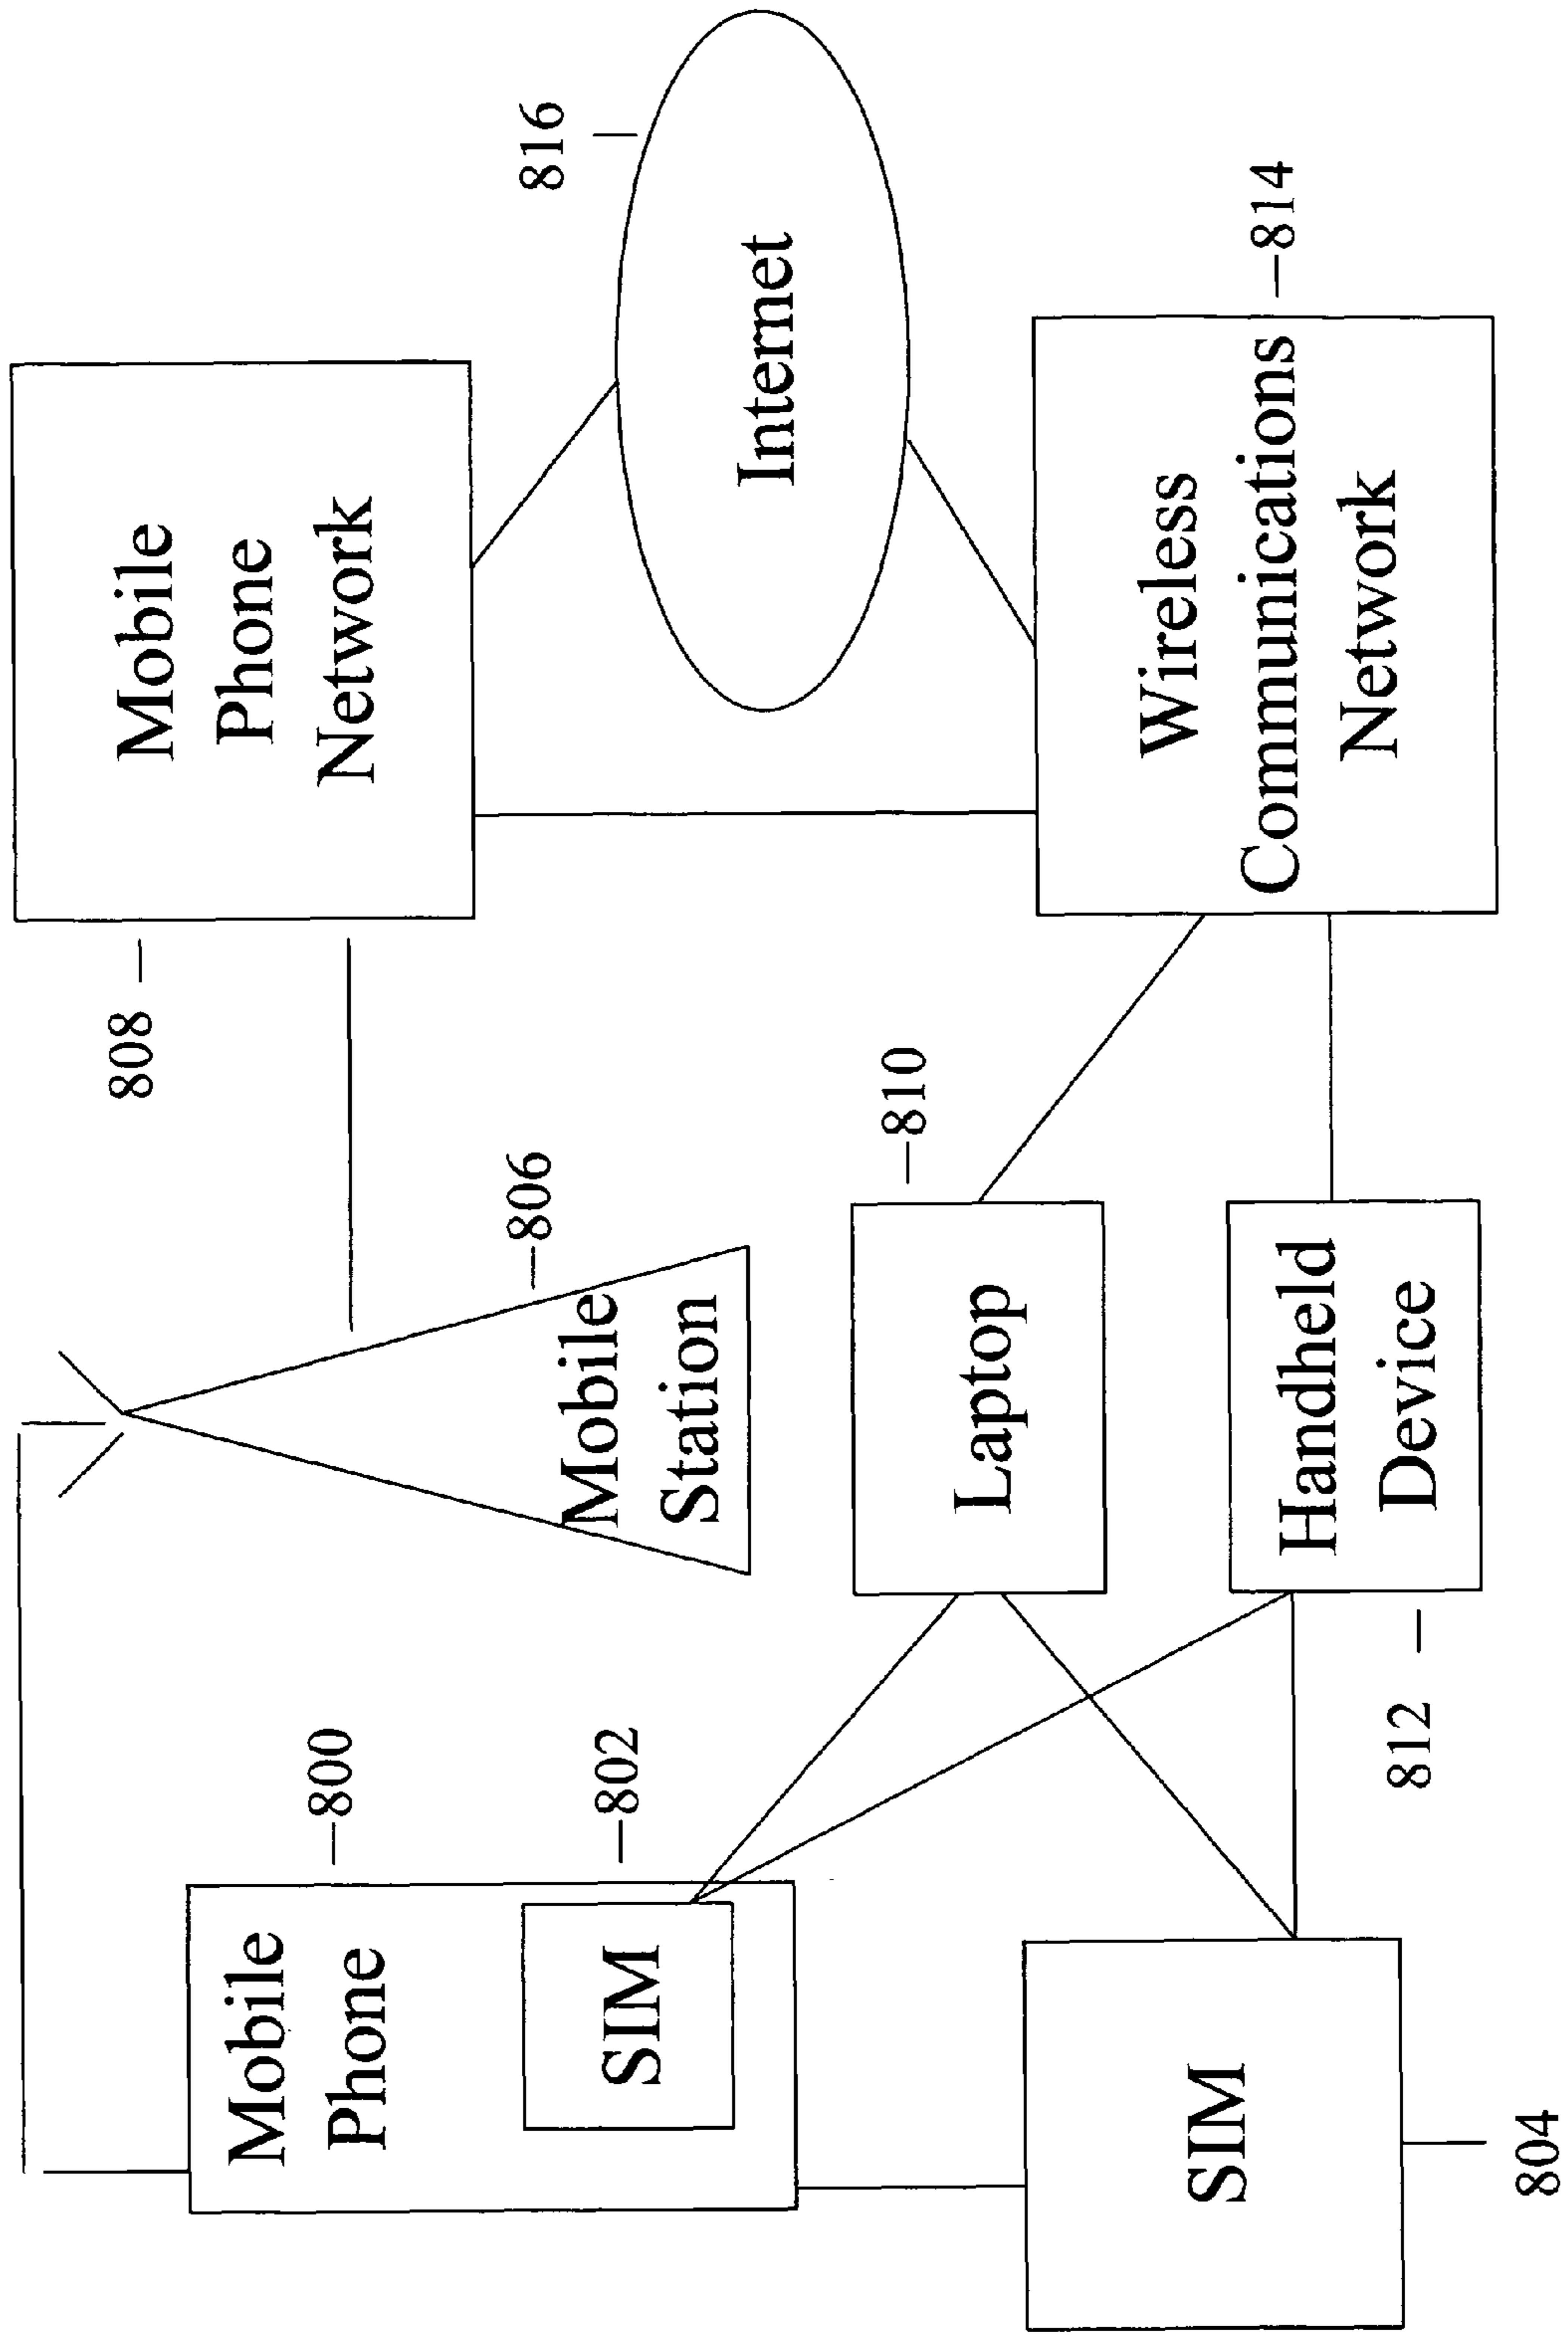 Mobile
Phone
800
SIM
802
SIM
804
Mobile
Station
806
Mobile
Phone
Network
808
Laptop
810
Handheld
Device
812
Internet
816
Wireless
Communications
Network
814